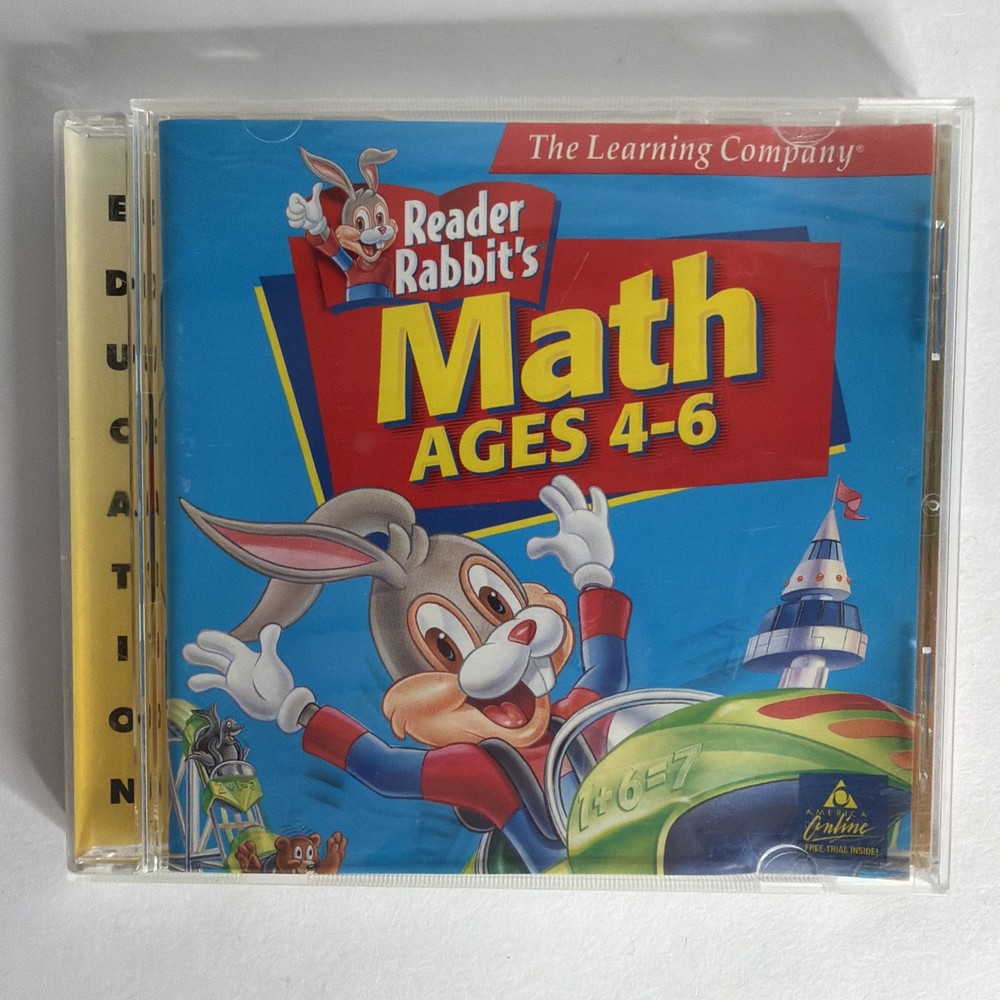 The Learning Company®
Reader
Rabbit's®
Math
AGES 4-6
EDUCATION
1+6=7
AMERICA
Online
FREE TRIAL INSIDE!